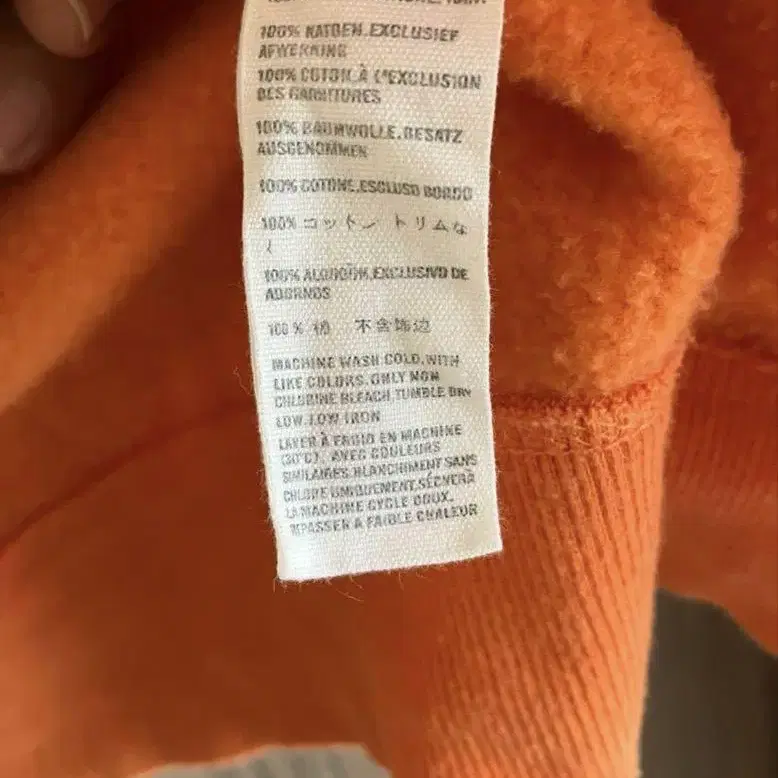 100% KATOEN.EXCLUSIEF
AFWERKING
100% COTON.À L'EXCLUSION
DES GARNITURES
100% BAUMWOLLE.BESATZ
AUSGENOMMEN
100% COTONE.ESCLUSO BORDO
100% コットン トリムな
し
100% ALGODÓN.EXCLUSIVO DE
ADORNOS
100% 棉 不含饰边
MACHINE WASH COLD.WITH
LIKE COLORS.ONLY NON
CHLORINE BLEACH.TUMBLE DRY
LOW.LOW IRON
LAVER À FROID EN MACHINE
(30°C). AVEC COULEURS
SIMILAIRES.BLANCHIMENT SANS
CHLORE UNIQUEMENT.SÉCHER À
LA MACHINE CYCLE DOUX.
REPASSER À FAIBLE CHALEUR